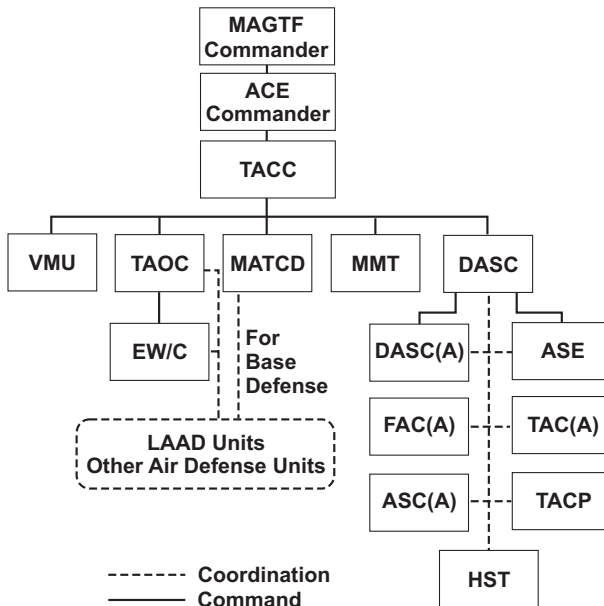 MAGTF
Commander
ACE
Commander
TACC
VMU
TAOC
MATCD
MMT
DASC
EW/C
For
Base
Defense
DASC(A)
ASE
FAC(A)
TAC(A)
LAAD Units
Other Air Defense Units
ASC(A)
TACP
HST
Coordination
Command